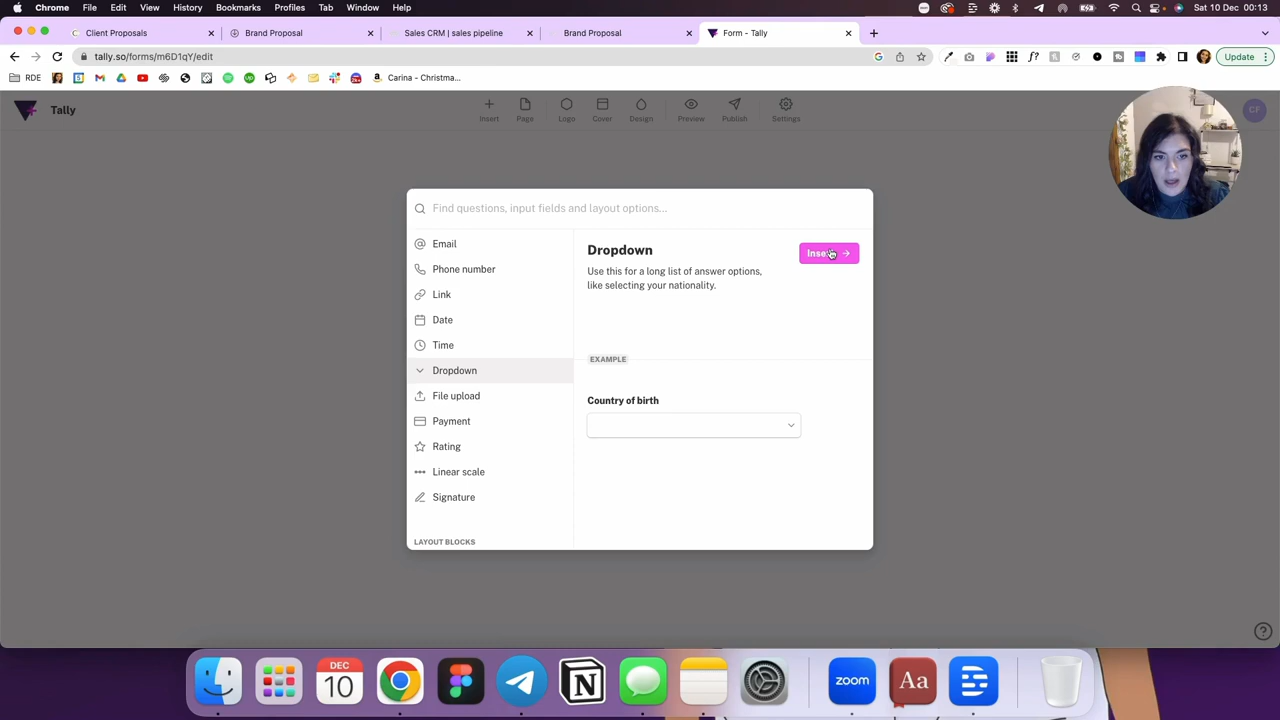 Chrome File Edit View History Bookmarks Profiles Tab Window Help Sat 10 Dec 00:13
Client Proposals Brand Proposal Sales CRM | sales pipeline Brand Proposal Form - Tally
tally.so/forms/m6D1qY/edit Update
RDE Carina - Christma...
Tally
Insert Page Logo Cover Design Preview Publish Settings
CF
Find questions, input fields and layout options...
Email
Phone number
Link
Date
Time
Dropdown
File upload
Payment
Rating
Linear scale
Signature
LAYOUT BLOCKS
Dropdown
Use this for a long list of answer options,
like selecting your nationality.
EXAMPLE
Country of birth
DEC
10
zoom
Aa